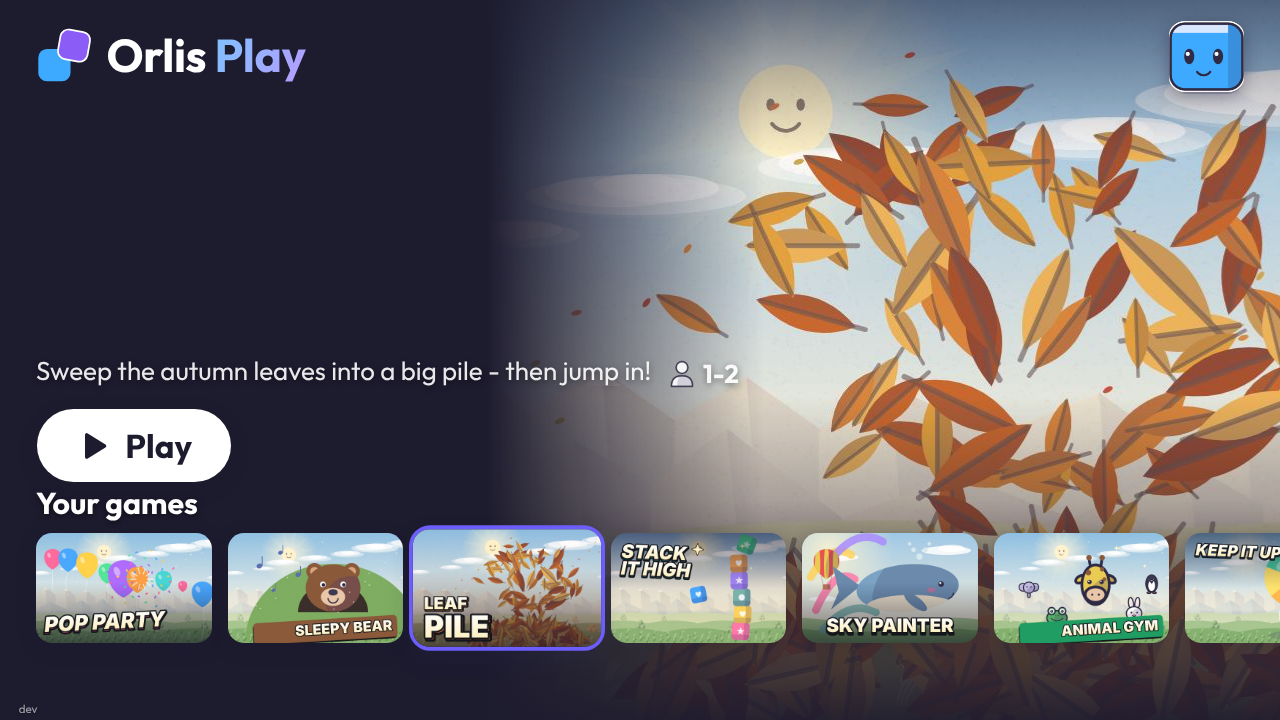 Orlis Play
Sweep the autumn leaves into a big pile - then jump in!
1-2
Play
Your games
POP PARTY
SLEEPY BEAR
LEAF
PILE
STACK
IT HIGH
SKY PAINTER
ANIMAL GYM
KEEP IT UP
dev